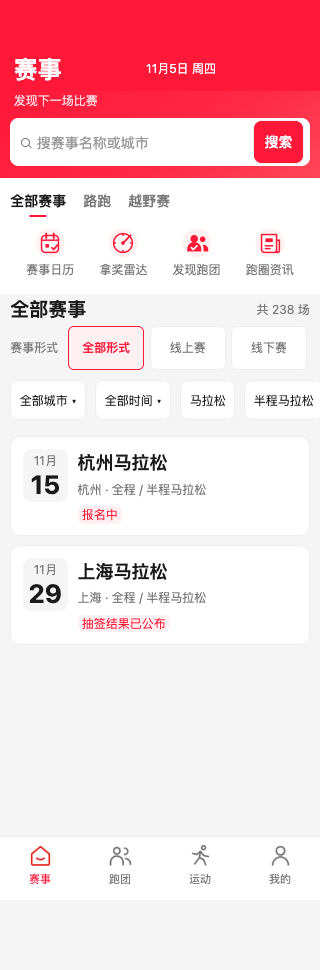 赛事
11月5日 周四
发现下一场比赛
搜索赛事名称或城市
搜索
全部赛事 路跑 越野赛
赛事日历 拿奖雷达 发现跑团 跑圈资讯
全部赛事
共 238 场
赛事形式 全部形式 线上赛 线下赛
全部城市 ▾ 全部时间 ▾ 马拉松 半程马拉松
11月
15
杭州马拉松
杭州 · 全程 / 半程马拉松
报名中
11月
29
上海马拉松
上海 · 全程 / 半程马拉松
抽签结果已公布
赛事 跑团 运动 我的